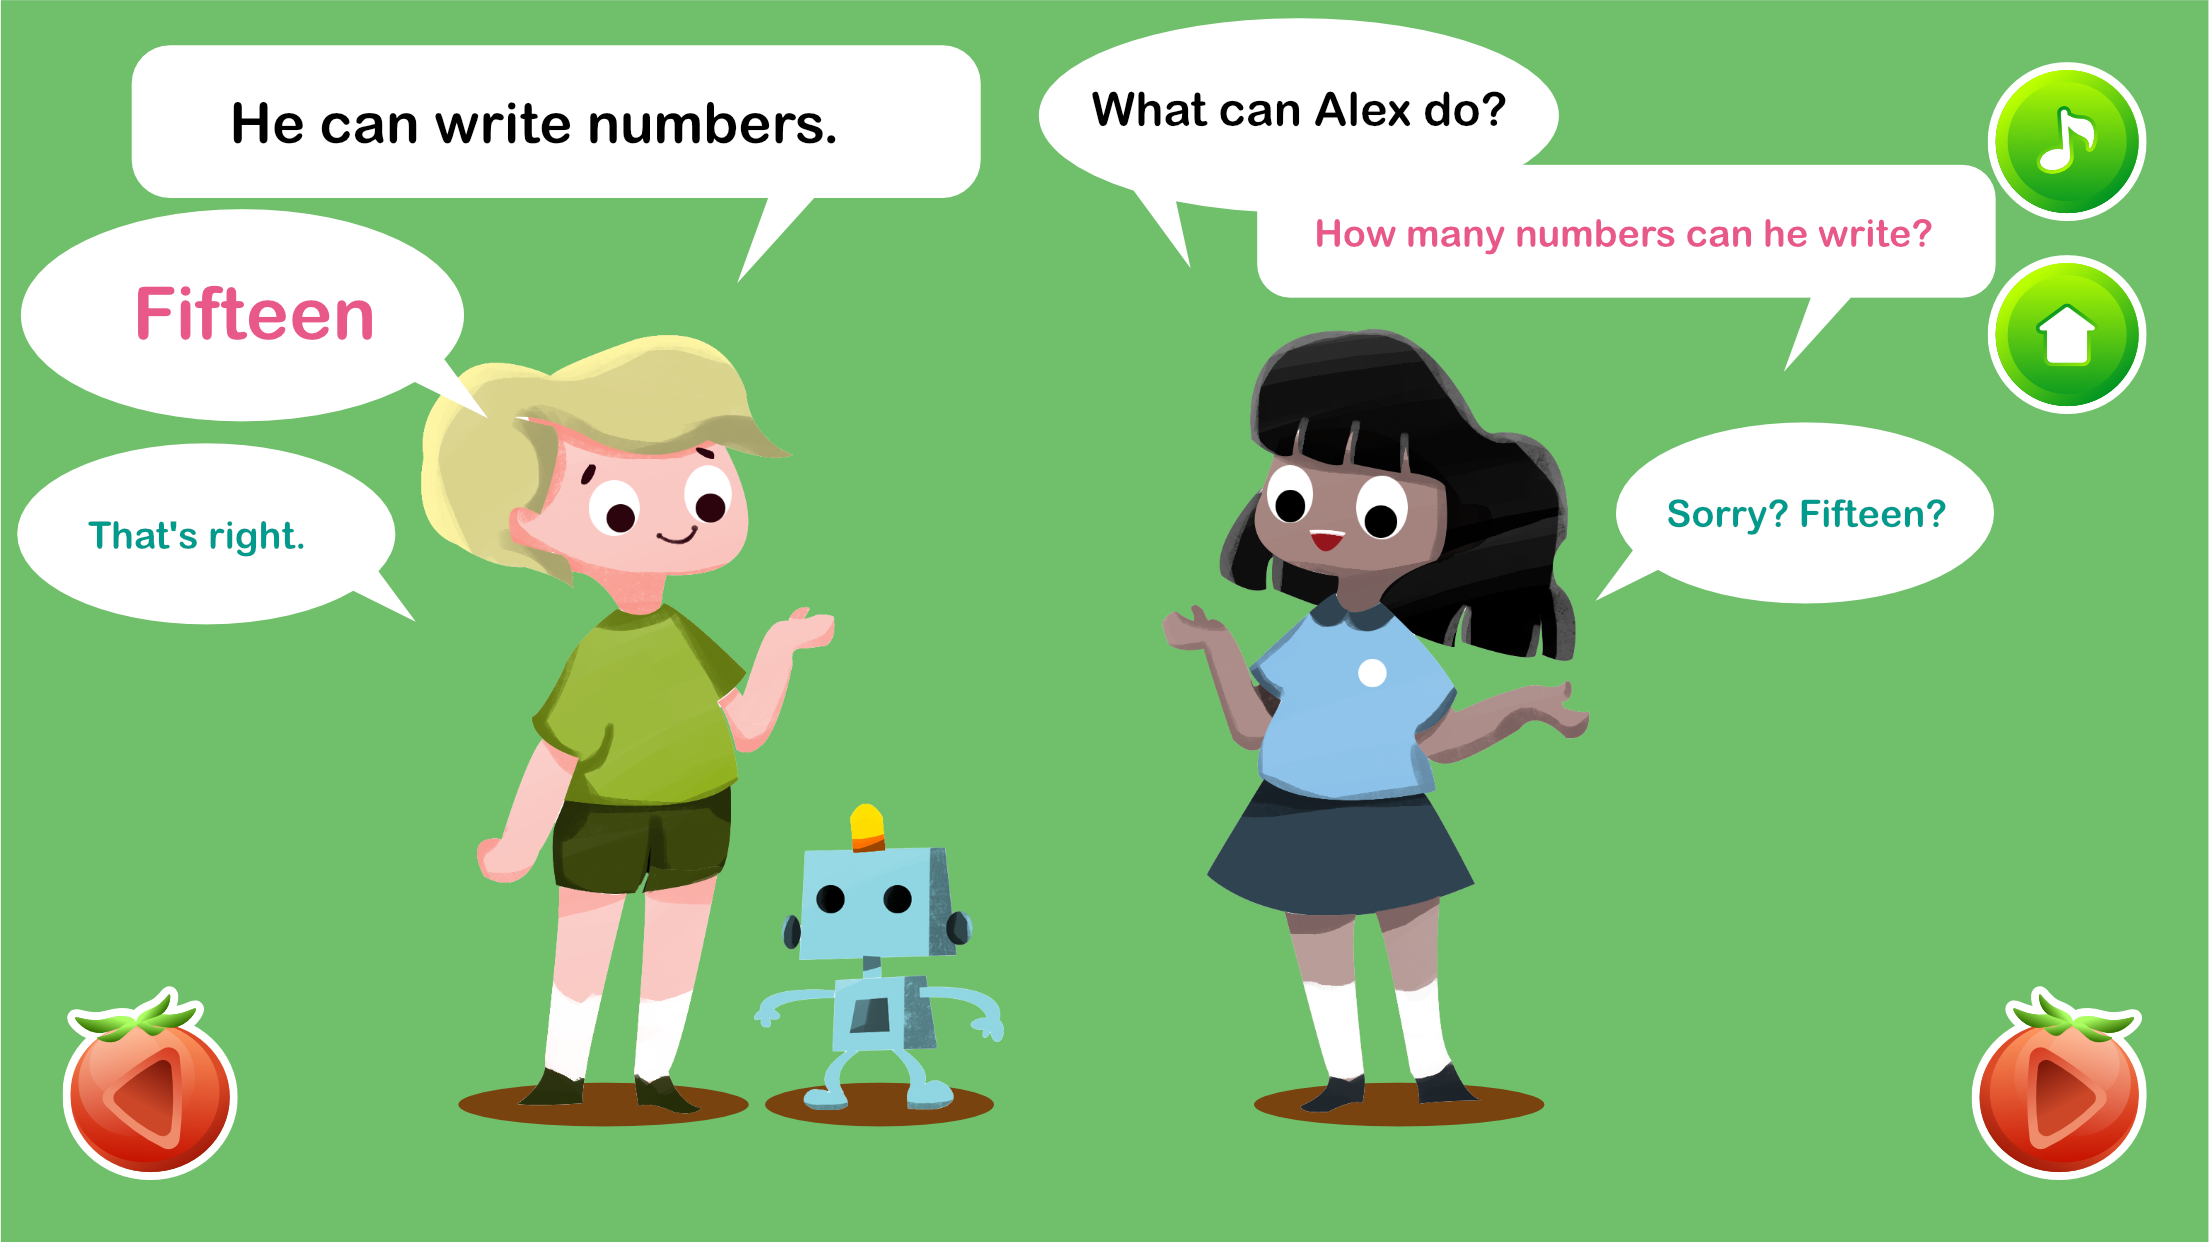 What can Alex do?
He can write numbers.
How many numbers can he write?
Fifteen
Sorry? Fifteen?
That's right.